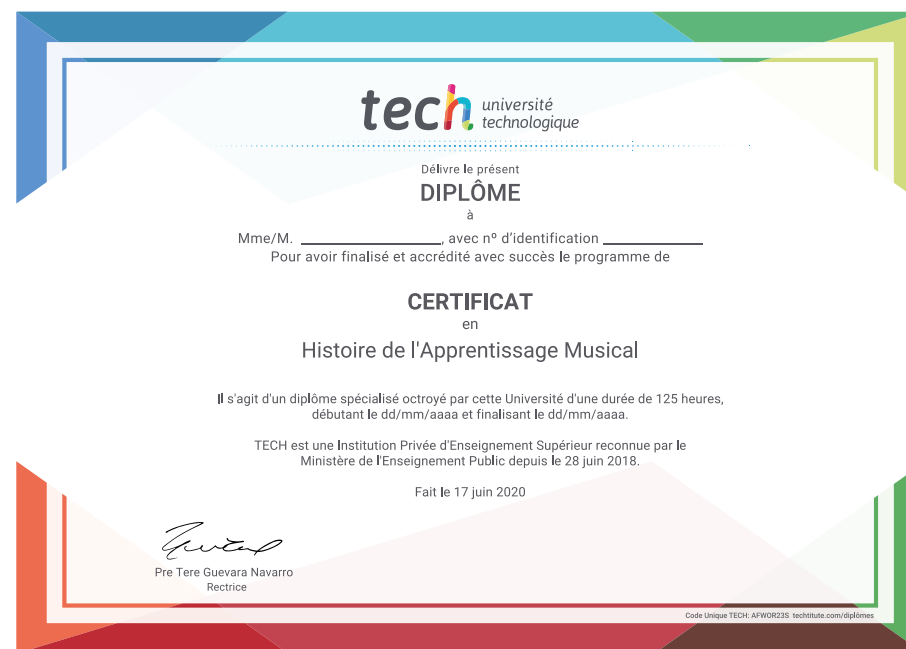 tech université
technologique
Délivre le présent
DIPLÔME
à
Mme/M. ____________________, avec nº d'identification ______________
Pour avoir finalisé et accrédité avec succès le programme de
CERTIFICAT
en
Histoire de l'Apprentissage Musical
Il s'agit d'un diplôme spécialisé octroyé par cette Université d'une durée de 125 heures,
débutant le dd/mm/aaaa et finalisant le dd/mm/aaaa.
TECH est une Institution Privée d'Enseignement Supérieur reconnue par le
Ministère de l'Enseignement Public depuis le 28 juin 2018.
Fait le 17 juin 2020
Pre Tere Guevara Navarro
Rectrice
Code Unique TECH: AFWOR23S techtitute.com/diplômes